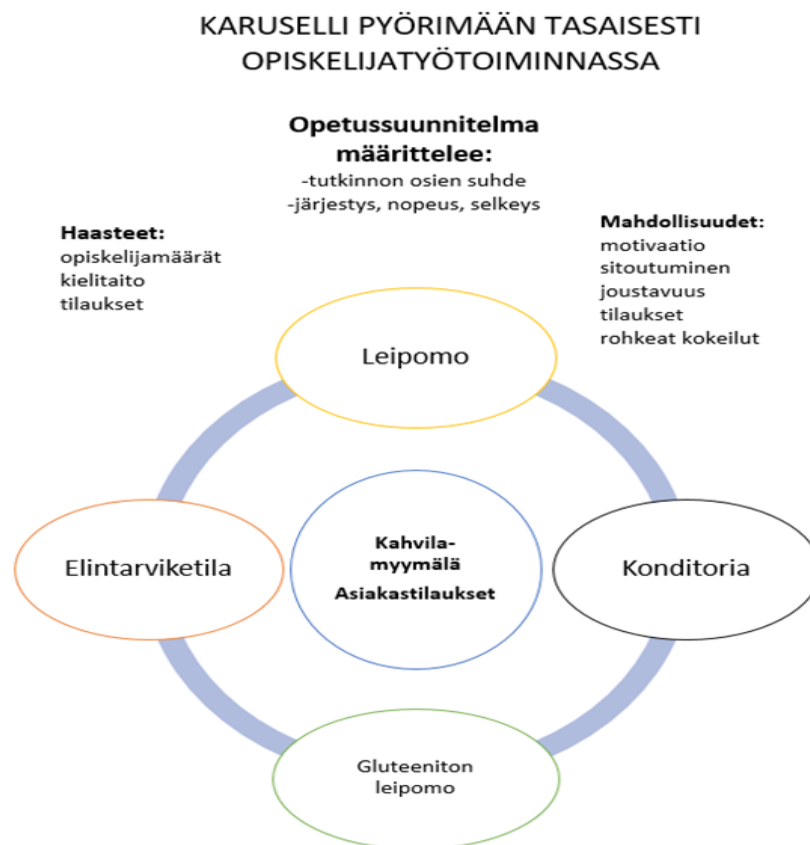 KARUSELLI PYÖRIMÄÄN TASAISESTI
OPISKELIJATYÖTOIMINNASSA
Opetussuunnitelma
määrittelee:
-tutkinnon osien suhde
-järjestys, nopeus, selkeys
Haasteet:
opiskelijamäärät
kielitaito
tilaukset
Mahdollisuudet:
motivaatio
sitoutuminen
joustavuus
tilaukset
rohkeat kokeilut
Leipomo
Elintarviketila
Kahvila-
myymälä
Asiakastilaukset
Konditoria
Gluteeniton
leipomo